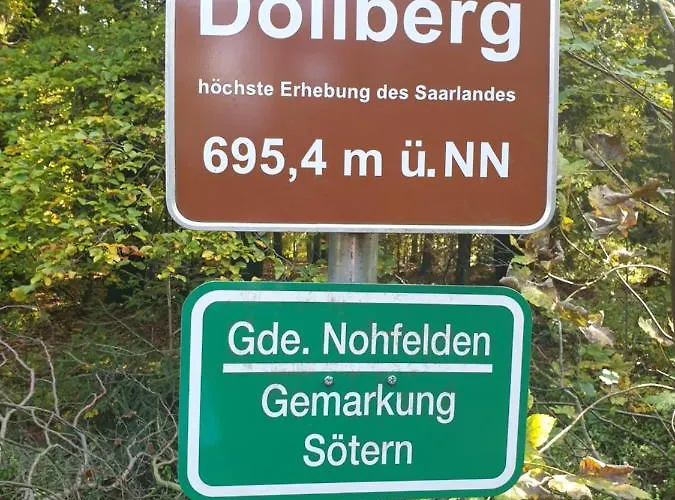 Dollberg
höchste Erhebung des Saarlandes
695,4 m ü.NN
Gde. Nohfelden
Gemarkung
Sötern